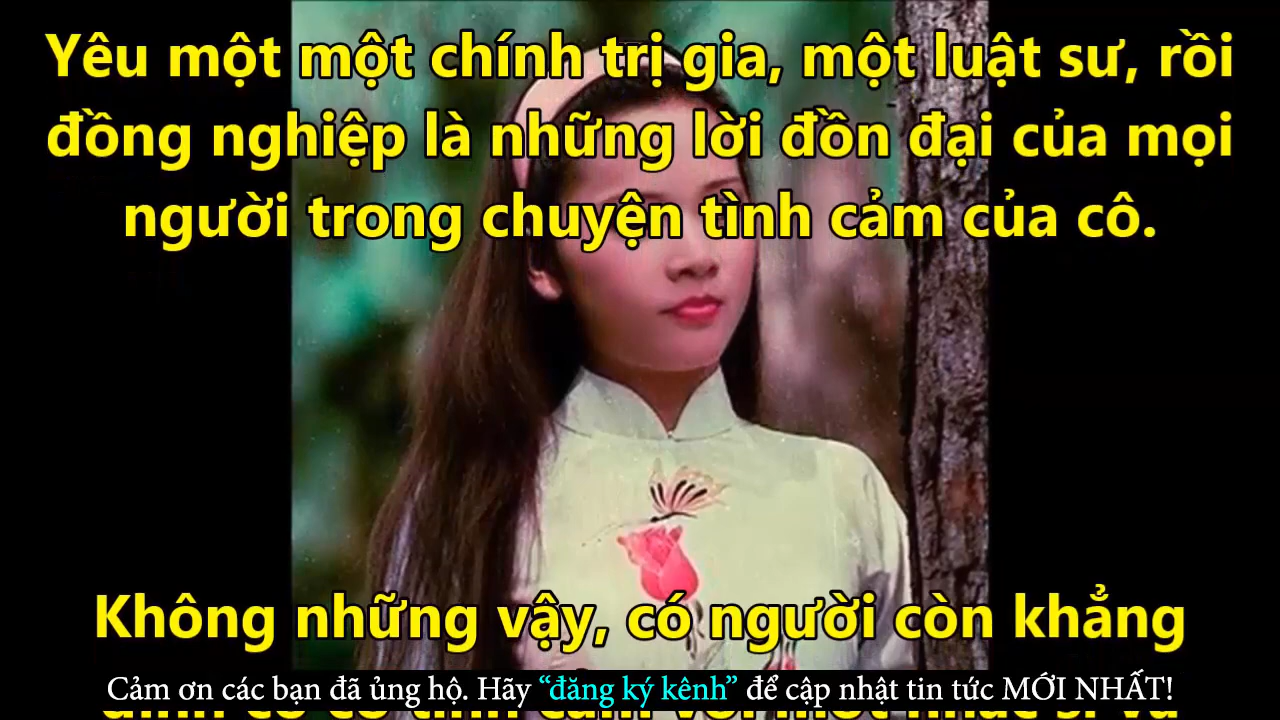 Yêu một một chính trị gia, một luật sư, rồi
đồng nghiệp là những lời đồn đại của mọi
người trong chuyện tình cảm của cô.
Không những vậy, có người còn khẳng
Cảm ơn các bạn đã ủng hộ. Hãy “đăng ký kênh” để cập nhật tin tức MỚI NHẤT!